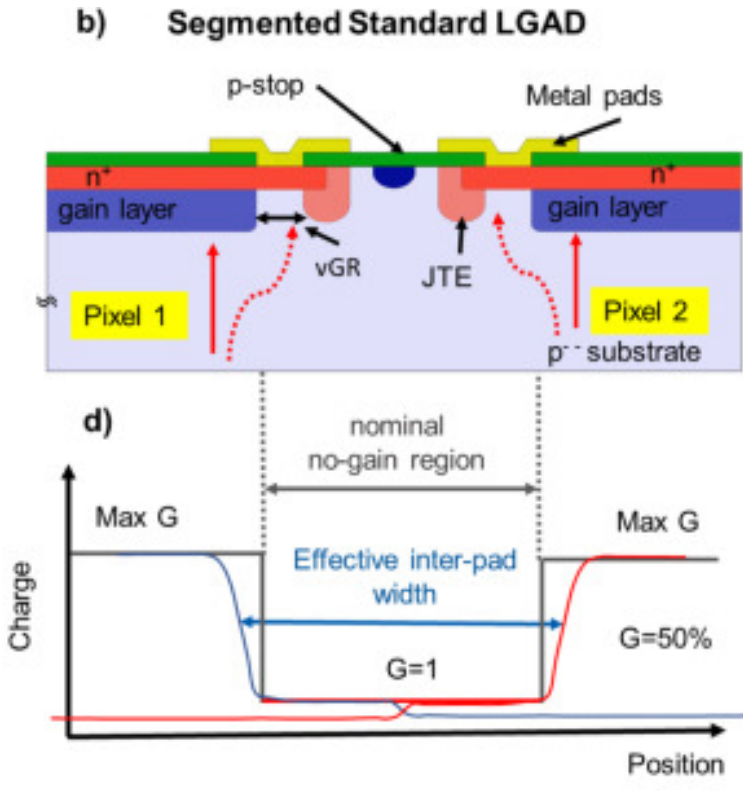 b) Segmented Standard LGAD
p-stop
Metal pads
n+ n+
gain layer gain layer
vGR
JTE
Pixel 1 Pixel 2
p-- substrate
d)
nominal
no-gain region
Max G Max G
Effective inter-pad
width
G=50%
G=1
Charge
Position